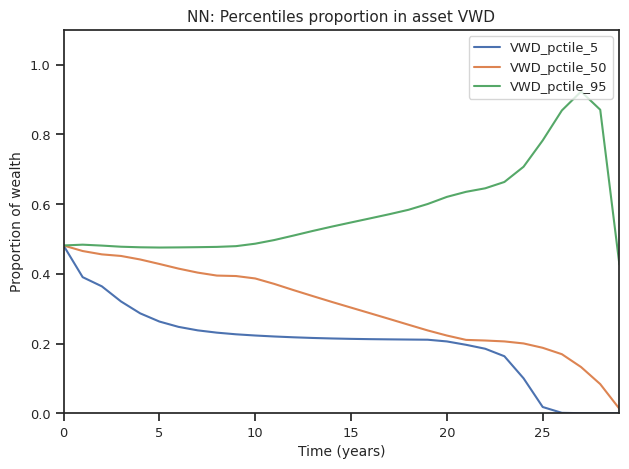 NN: Percentiles proportion in asset VWD
VWD_pctile_5
VWD_pctile_50
VWD_pctile_95
Proportion of wealth
1.0
0.8
0.6
0.4
0.2
0.0
0 5 10 15 20 25
Time (years)